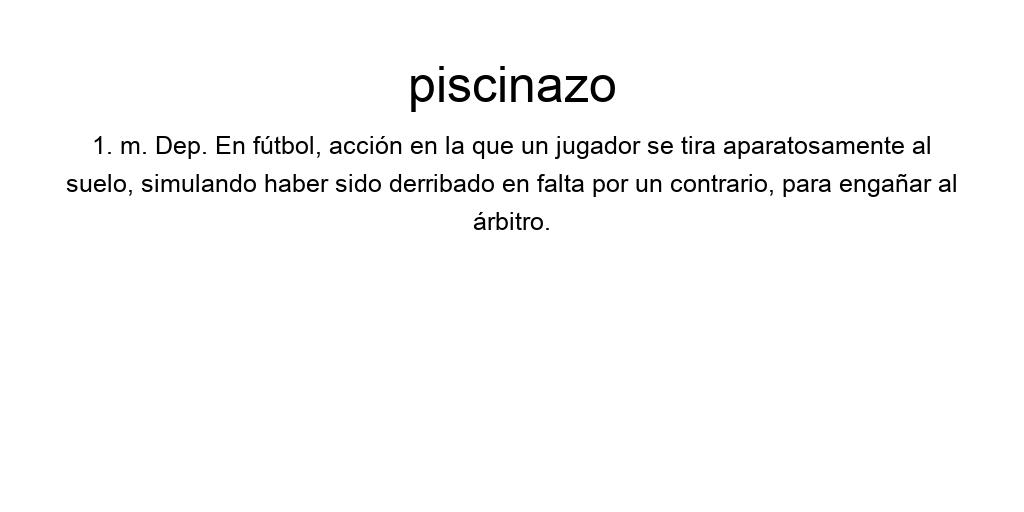 piscinazo
1. m. Dep. En fútbol, acción en la que un jugador se tira aparatosamente al
suelo, simulando haber sido derribado en falta por un contrario, para engañar al
árbitro.